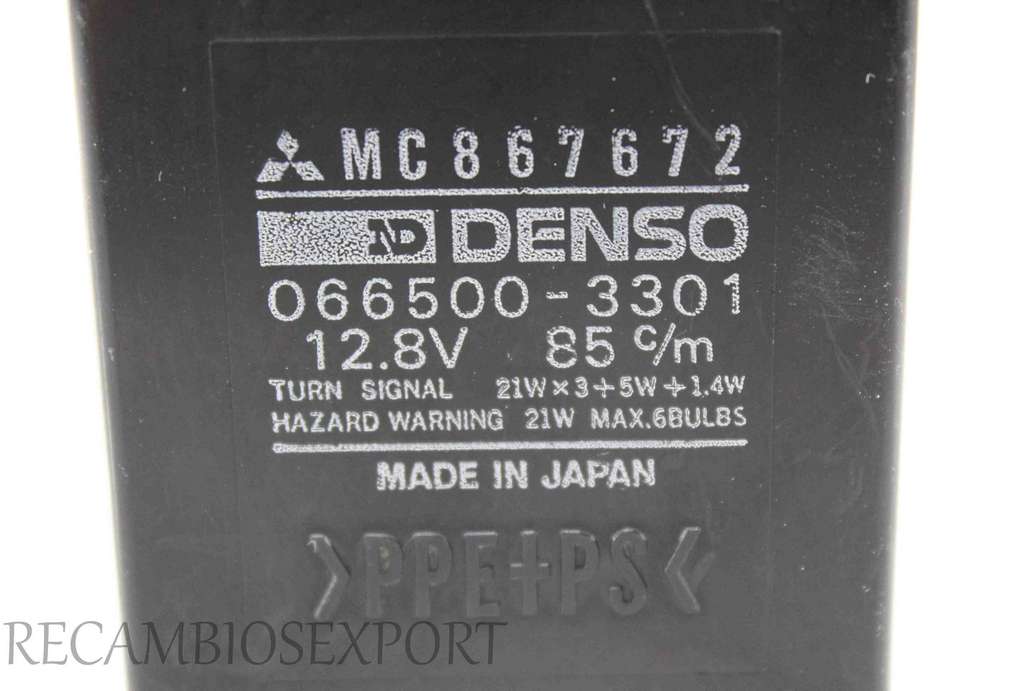 MC867672
ND DENSO
066500-3301
12.8V 85 c/m
TURN SIGNAL 21W×3+5W+1.4W
HAZARD WARNING 21W MAX.6BULBS
MADE IN JAPAN
>PPE+PS<
RECAMBIOSEXPORT